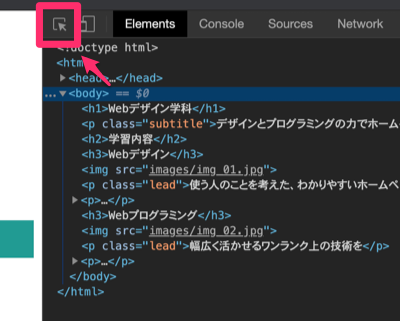 Elements Console Sources Network
<!doctype html>
<html>
<head>…</head>
… <body> == $0
<h1>Webデザイン学科</h1>
<p class="subtitle">デザインとプログラミングの力でホーム
<h2>学習内容</h2>
<h3>Webデザイン</h3>
<img src="images/img_01.jpg">
<p class="lead">使う人のことを考えた、わかりやすいホームペ
<p>…</p>
<h3>Webプログラミング</h3>
<img src="images/img_02.jpg">
<p class="lead">幅広く活かせるワンランク上の技術を</p>
<p>…</p>
</body>
</html>